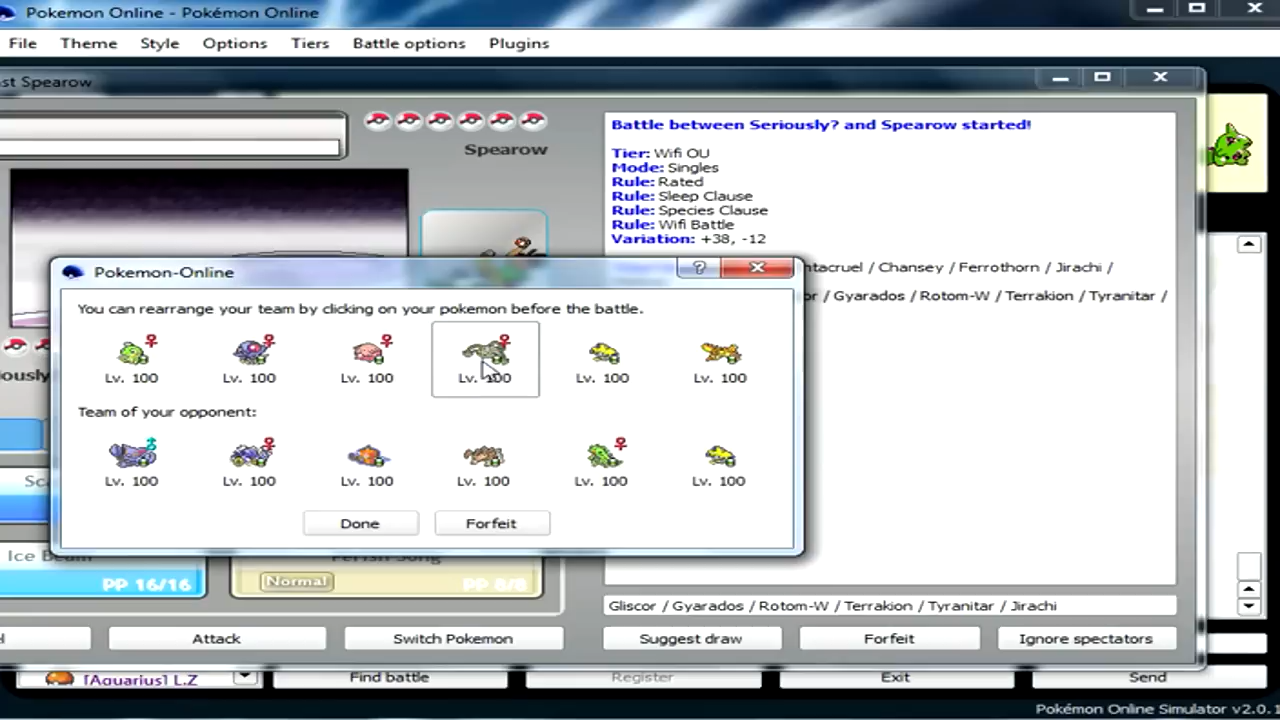 Pokemon Online - Pokémon Online
File Theme Style Options Tiers Battle options Plugins
st Spearow
Spearow
Battle between Seriously? and Spearow started!
Tier: Wifi OU
Mode: Singles
Rule: Rated
Rule: Sleep Clause
Rule: Species Clause
Rule: Wifi Battle
Variation: +38, -12
ntacruel / Chansey / Ferrothorn / Jirachi /
or / Gyarados / Rotom-W / Terrakion / Tyranitar /
Pokemon-Online
You can rearrange your team by clicking on your pokemon before the battle.
Lv. 100 Lv. 100 Lv. 100 Lv. 100 Lv. 100 Lv. 100
Team of your opponent:
Lv. 100 Lv. 100 Lv. 100 Lv. 100 Lv. 100 Lv. 100
Done Forfeit
iously
Sc
Ice Beam Perish Song
PP 16/16 Normal PP 8/8
Gliscor / Gyarados / Rotom-W / Terrakion / Tyranitar / Jirachi
el Attack Switch Pokemon Suggest draw Forfeit Ignore spectators
[Aquarius] L.Z Find battle Register Exit Send
Pokémon Online Simulator v2.0.1